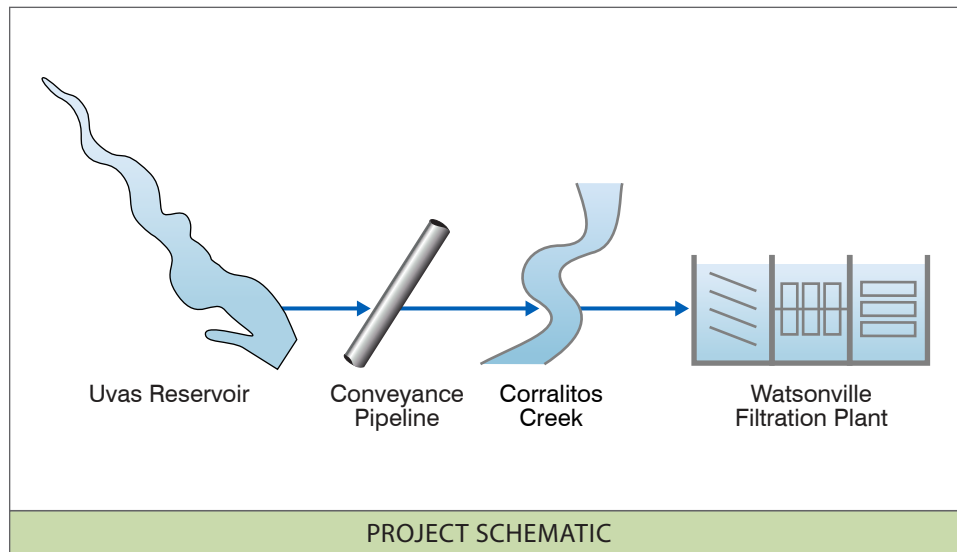 Uvas Reservoir
Conveyance
Pipeline
Corralitos
Creek
Watsonville
Filtration Plant
PROJECT SCHEMATIC